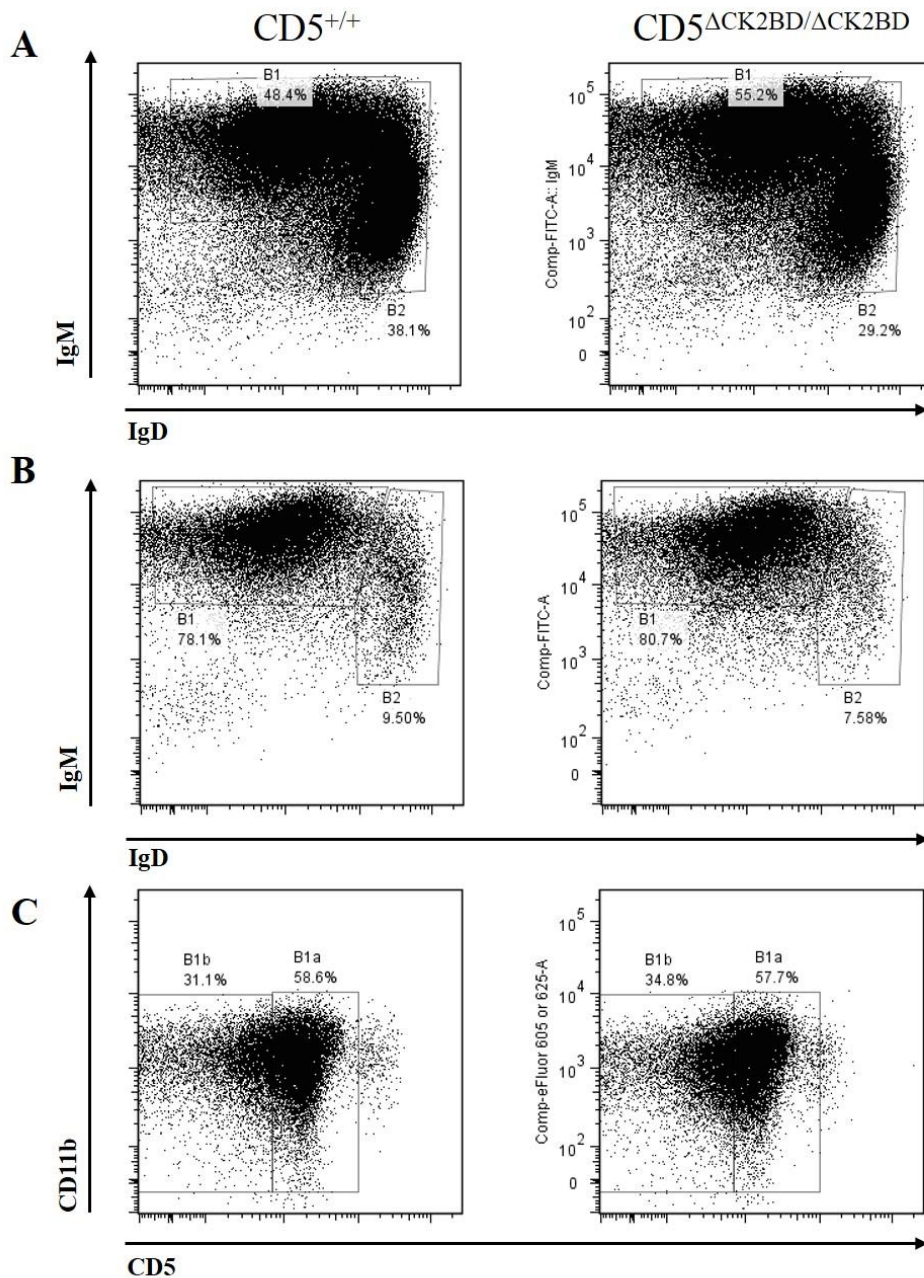 CD5+/+
CD5ΔCK2BD/ΔCK2BD
A
B1
48.4%
B2
38.1%
IgM
B1
55.2%
B2
29.2%
Comp-FITC-A:: IgM
10^5
10^4
10^3
10^2
0
IgD
B
B1
78.1%
B2
9.50%
IgM
B1
80.7%
B2
7.58%
Comp-FITC-A
10^5
10^4
10^3
10^2
0
IgD
C
B1b
31.1%
B1a
58.6%
CD11b
B1b
34.8%
B1a
57.7%
Comp-eFluor 605 or 625-A
10^5
10^4
10^3
10^2
0
CD5